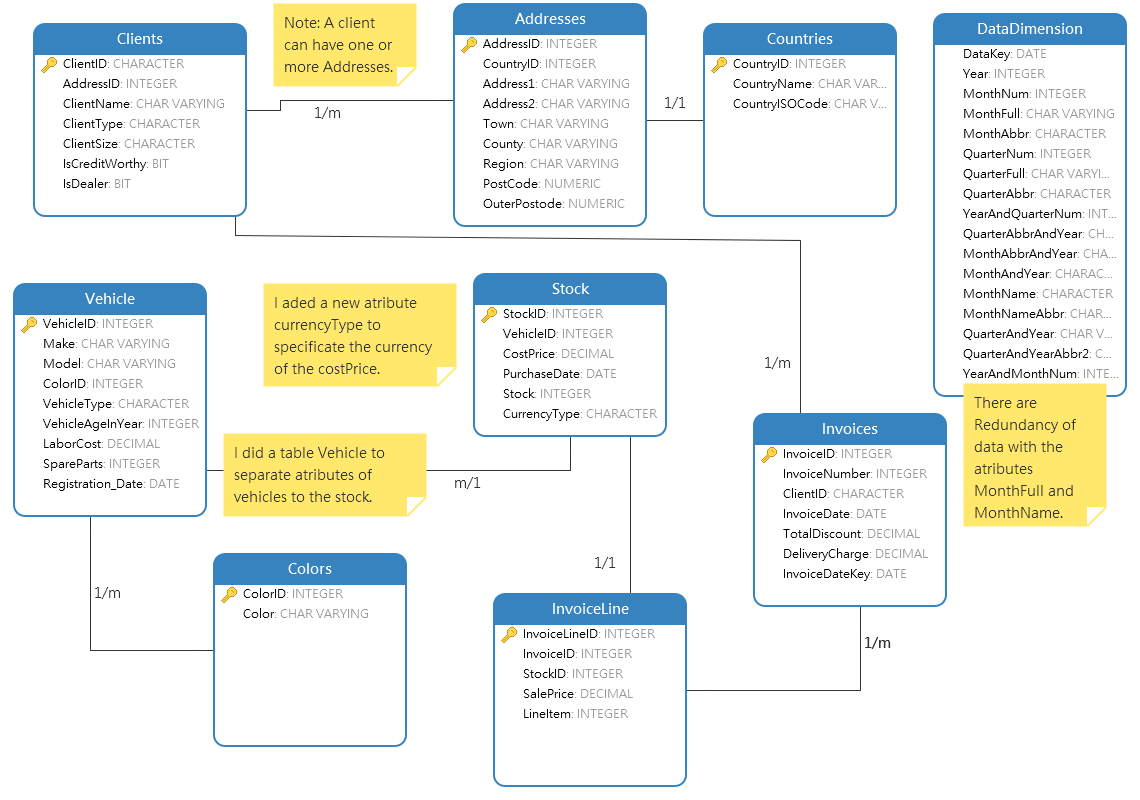 Clients
ClientID: CHARACTER
AddressID: INTEGER
ClientName: CHAR VARYING
ClientType: CHARACTER
ClientSize: CHARACTER
IsCreditWorthy: BIT
IsDealer: BIT
Note: A client
can have one or
more Addresses.
1/m
Addresses
AddressID: INTEGER
CountryID: INTEGER
Address1: CHAR VARYING
Address2: CHAR VARYING
Town: CHAR VARYING
County: CHAR VARYING
Region: CHAR VARYING
PostCode: NUMERIC
OuterPostode: NUMERIC
1/1
Countries
CountryID: INTEGER
CountryName: CHAR VAR...
CountryISOCode: CHAR V...
DataDimension
DataKey: DATE
Year: INTEGER
MonthNum: INTEGER
MonthFull: CHAR VARYING
MonthAbbr: CHARACTER
QuarterNum: INTEGER
QuarterFull: CHAR VARYI...
QuarterAbbr: CHARACTER
YearAndQuarterNum: INT...
QuarterAbbrAndYear: CH...
MonthAbbrAndYear: CHA...
MonthAndYear: CHARAC...
MonthName: CHARACTER
MonthNameAbbr: CHAR...
QuarterAndYear: CHAR V...
QuarterAndYearAbbr2: C...
YearAndMonthNum: INTE...
There are
Redundancy of
data with the
atributes
MonthFull and
MonthName.
Vehicle
VehicleID: INTEGER
Make: CHAR VARYING
Model: CHAR VARYING
ColorID: INTEGER
VehicleType: CHARACTER
VehicleAgeInYear: INTEGER
LaborCost: DECIMAL
SpareParts: INTEGER
Registration_Date: DATE
I aded a new atribute
currencyType to
specificate the currency
of the costPrice.
I did a table Vehicle to
separate atributes of
vehicles to the stock.
m/1
Stock
StockID: INTEGER
VehicleID: INTEGER
CostPrice: DECIMAL
PurchaseDate: DATE
Stock: INTEGER
CurrencyType: CHARACTER
1/m
Invoices
InvoiceID: INTEGER
InvoiceNumber: INTEGER
ClientID: CHARACTER
InvoiceDate: DATE
TotalDiscount: DECIMAL
DeliveryCharge: DECIMAL
InvoiceDateKey: DATE
1/m
Colors
ColorID: INTEGER
Color: CHAR VARYING
1/1
InvoiceLine
InvoiceLineID: INTEGER
InvoiceID: INTEGER
StockID: INTEGER
SalePrice: DECIMAL
LineItem: INTEGER
1/m